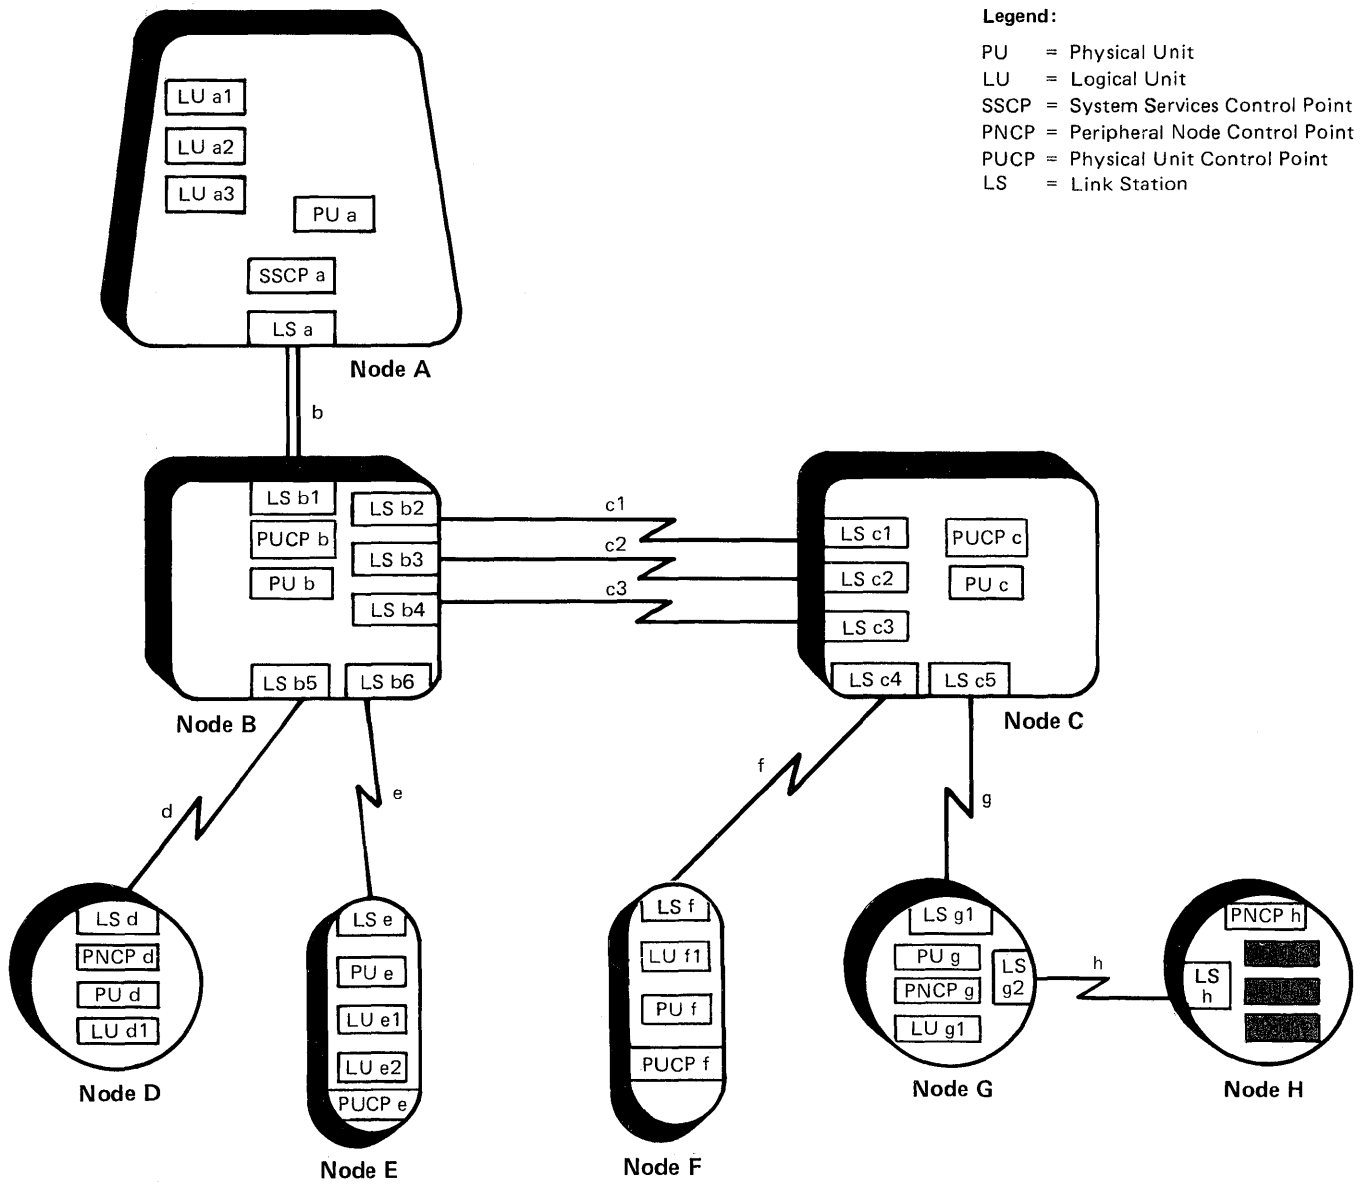 Legend:
PU = Physical Unit
LU = Logical Unit
SSCP = System Services Control Point
PNCP = Peripheral Node Control Point
PUCP = Physical Unit Control Point
LS = Link Station
LU a1
LU a2
LU a3
PU a
SSCP a
LS a
Node A
b
LS b1
PUCP b
PU b
LS b2
LS b3
LS b4
LS b5
LS b6
Node B
c1
c2
c3
LS c1
LS c2
LS c3
PUCP c
PU c
LS c4
LS c5
Node C
d
e
f
g
LS d
PNCP d
PU d
LU d1
Node D
LS e
PU e
LU e1
LU e2
PUCP e
Node E
LS f
LU f1
PU f
PUCP f
Node F
LS g1
PU g
PNCP g
LU g1
LS
g2
Node G
h
PNCP h
LS
h
Node H